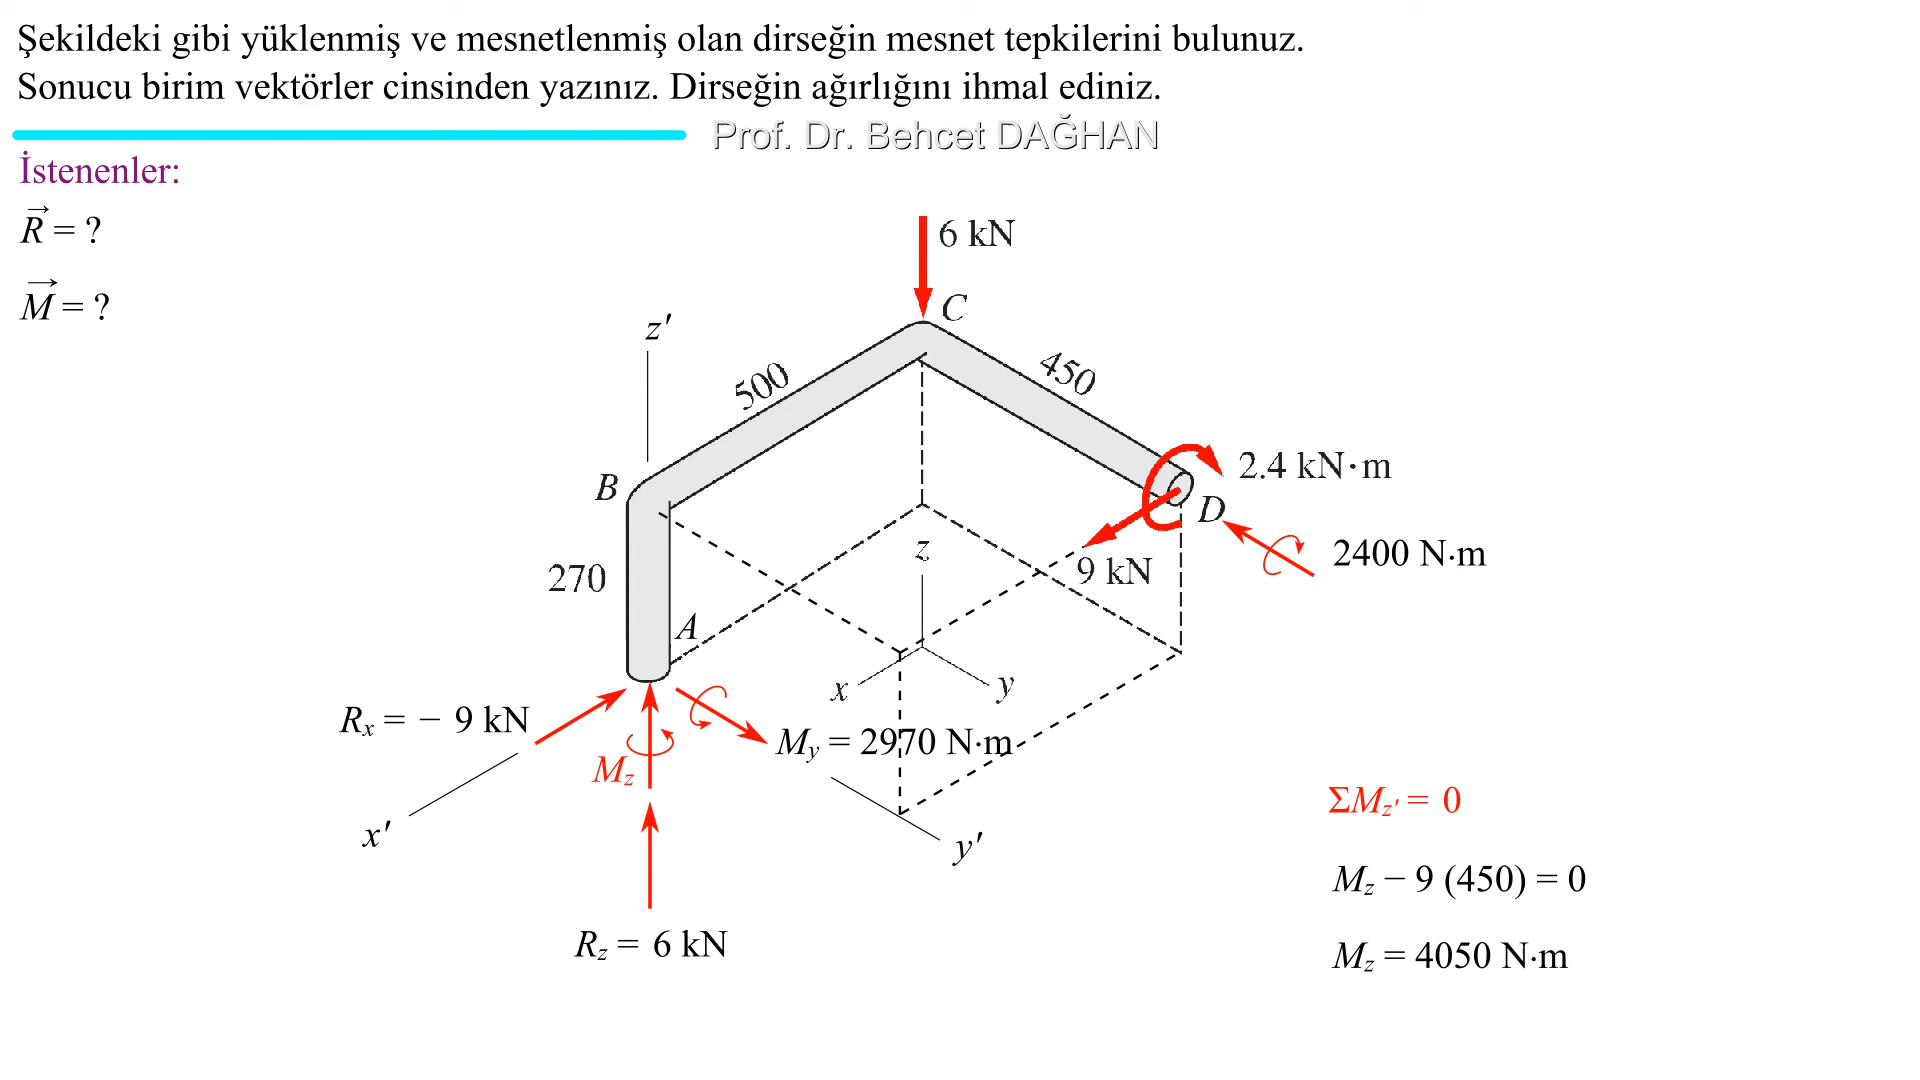 Şekildeki gibi yüklenmiş ve mesnetlenmiş olan dirseğin mesnet tepkilerini bulunuz.
Sonucu birim vektörler cinsinden yazınız. Dirseğin ağırlığını ihmal ediniz.
Prof. Dr. Behcet DAĞHAN
İstenenler:
R⃗ = ?
M⃗ = ?
6 kN
C
z'
500
450
B
2.4 kN·m
D
2400 N·m
z
9 kN
270
A
x
y
Rx = − 9 kN
Mz
My = 2970 N·m
x'
y'
Rz = 6 kN
ΣMz' = 0
Mz − 9 (450) = 0
Mz = 4050 N·m